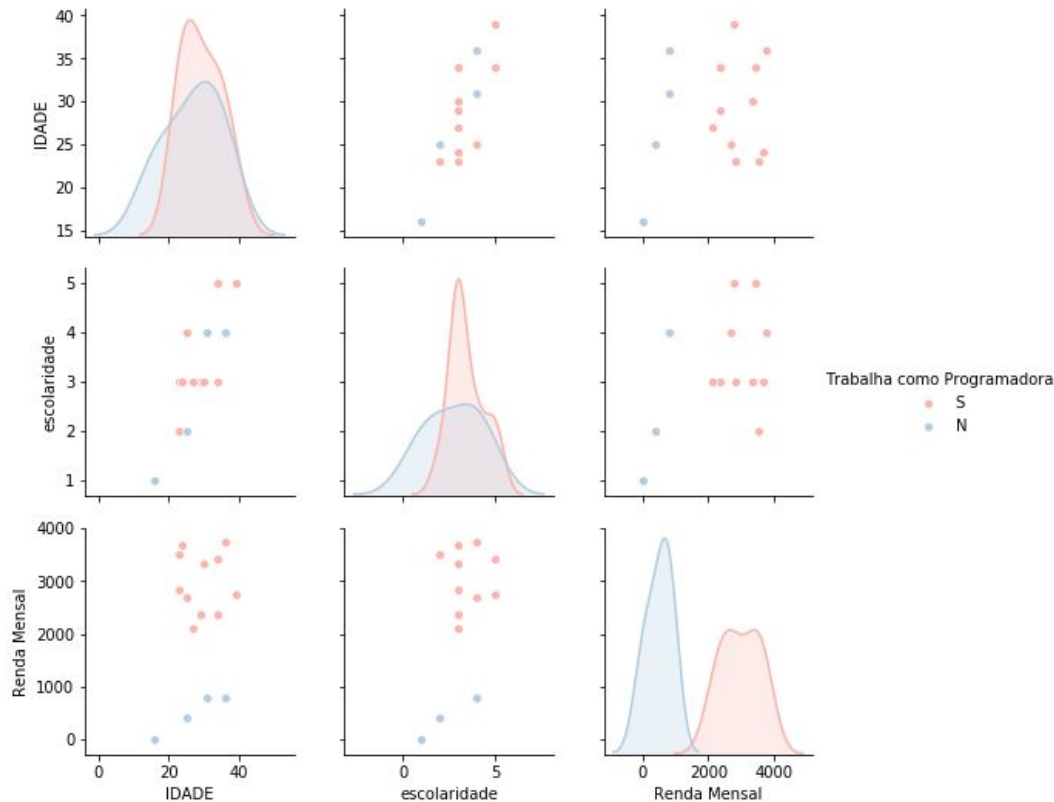 40
35
30
25
20
15
IDADE
5
4
3
2
1
escolaridade
Trabalha como Programadora
S
N
4000
3000
2000
1000
0
Renda Mensal
0 20 40
IDADE
0 5
escolaridade
0 2000 4000
Renda Mensal